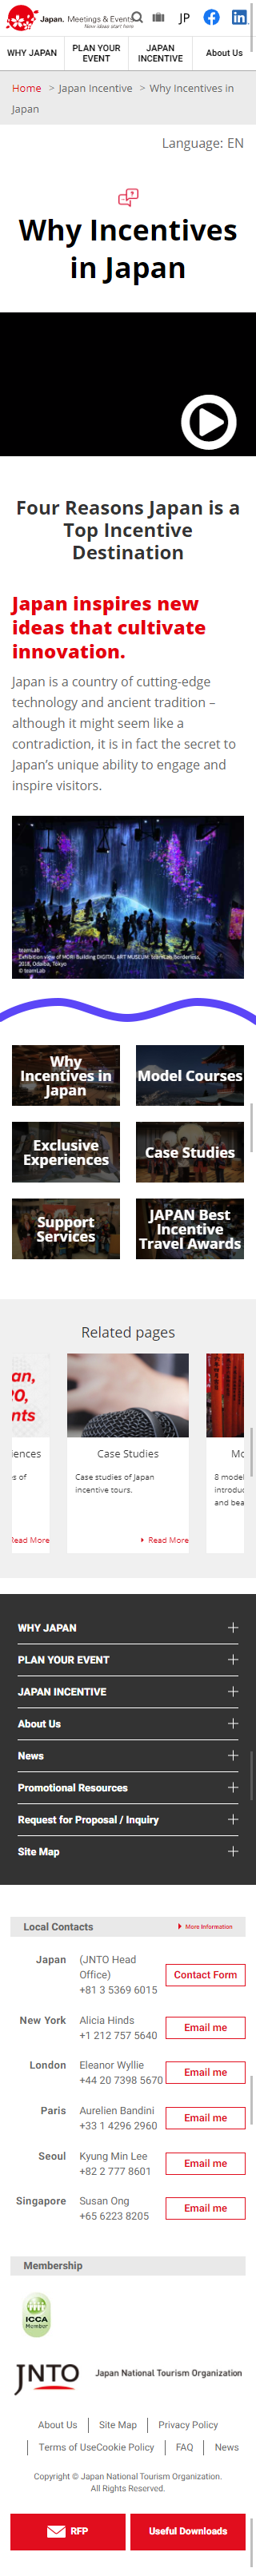 Japan. Meetings & Events
New ideas start here
JP
WHY JAPAN
PLAN YOUR
EVENT
JAPAN
INCENTIVE
About Us
Home > Japan Incentive > Why Incentives in
Japan
Language: EN
Why Incentives
in Japan
Four Reasons Japan is a
Top Incentive
Destination
Japan inspires new
ideas that cultivate
innovation.
Japan is a country of cutting-edge
technology and ancient tradition –
although it might seem like a
contradiction, it is in fact the secret to
Japan's unique ability to engage and
inspire visitors.
teamLab
Exhibition view of MORI Building DIGITAL ART MUSEUM: teamLab Borderless,
2018, Odaiba, Tokyo
© teamLab
Why
Incentives in
Japan
Model Courses
Exclusive
Experiences
Case Studies
Support
Services
JAPAN Best
Incentive
Travel Awards
Related pages
an,
0,
nts
iences
s of
Read More
Case Studies
Case studies of Japan
incentive tours.
Read More
Mo
8 model
introduc
and bea
WHY JAPAN
PLAN YOUR EVENT
JAPAN INCENTIVE
About Us
News
Promotional Resources
Request for Proposal / Inquiry
Site Map
Local Contacts
More Information
Japan
(JNTO Head
Office)
+81 3 5369 6015
Contact Form
New York
Alicia Hinds
+1 212 757 5640
Email me
London
Eleanor Wyllie
+44 20 7398 5670
Email me
Paris
Aurelien Bandini
+33 1 4296 2960
Email me
Seoul
Kyung Min Lee
+82 2 777 8601
Email me
Singapore
Susan Ong
+65 6223 8205
Email me
Membership
ICCA
Member
JNTO
Japan National Tourism Organization
About Us
Site Map
Privacy Policy
Terms of Use
Cookie Policy
FAQ
News
Copyright © Japan National Tourism Organization.
All Rights Reserved.
RFP
Useful Downloads